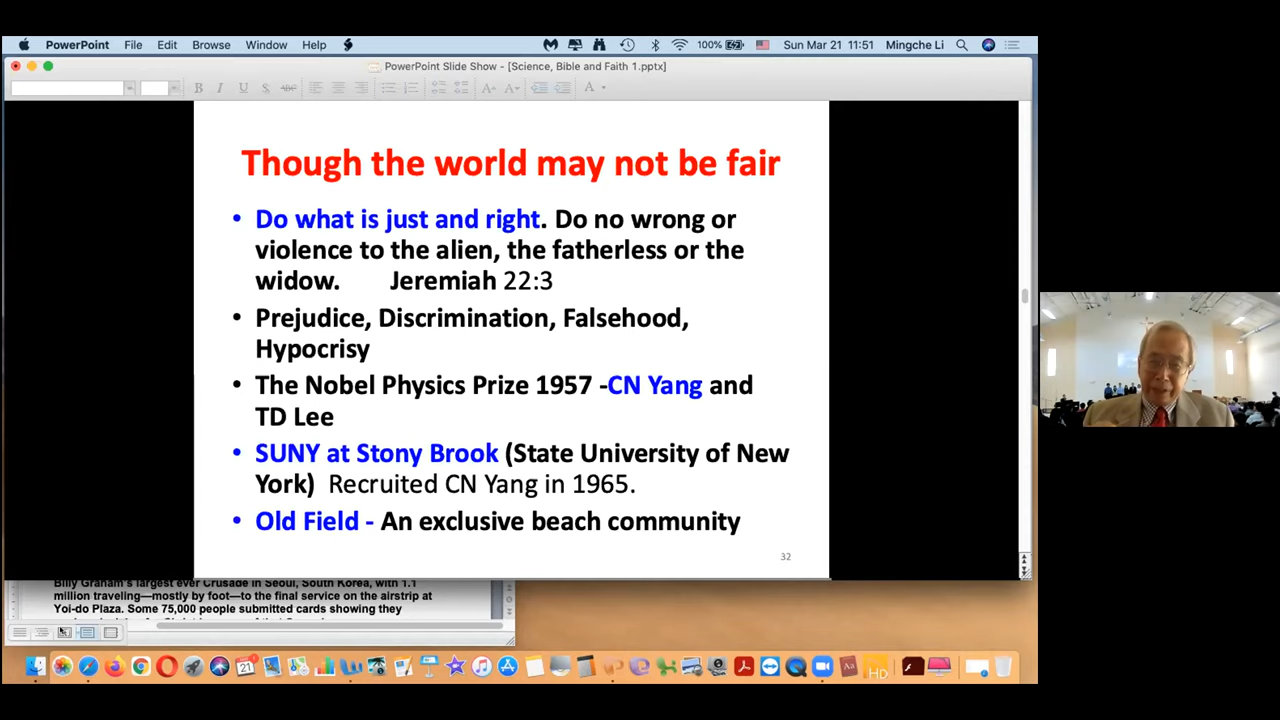 PowerPoint File Edit Browse Window Help 100% Sun Mar 21 11:51 Mingche Li
PowerPoint Slide Show - [Science, Bible and Faith 1.pptx]
B I U S ABC A A A
Though the world may not be fair
• Do what is just and right. Do no wrong or
violence to the alien, the fatherless or the
widow. Jeremiah 22:3
• Prejudice, Discrimination, Falsehood,
Hypocrisy
• The Nobel Physics Prize 1957 -CN Yang and
TD Lee
• SUNY at Stony Brook (State University of New
York) Recruited CN Yang in 1965.
• Old Field - An exclusive beach community
32
Billy Graham's largest ever Crusade in Seoul, South Korea, with 1.1
million traveling—mostly by foot—to the final service on the airstrip at
Yoi-do Plaza. Some 75,000 people submitted cards showing they
21 Aa HD